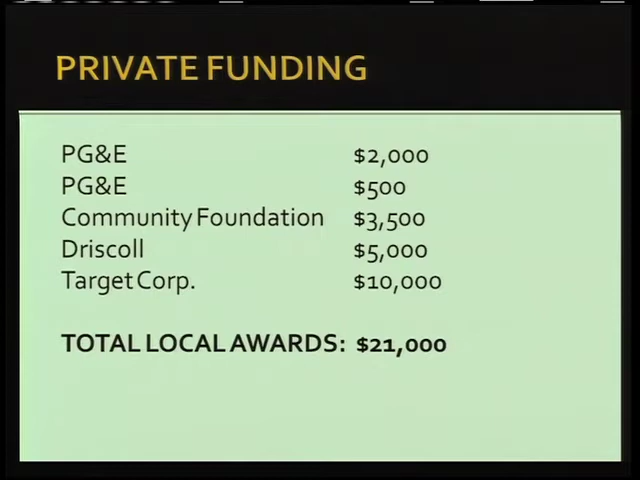 PRIVATE FUNDING
PG&E $2,000
PG&E $500
Community Foundation $3,500
Driscoll $5,000
Target Corp. $10,000
TOTAL LOCAL AWARDS: $21,000